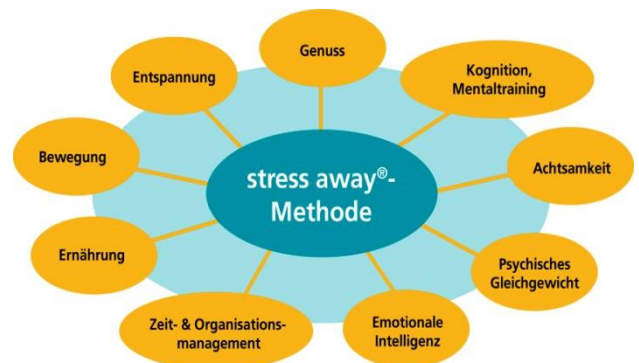 Genuss
Kognition,
Mentaltraining
Entspannung
Bewegung
Achtsamkeit
stress away®-
Methode
Ernährung
Psychisches
Gleichgewicht
Zeit- & Organisations-
management
Emotionale
Intelligenz